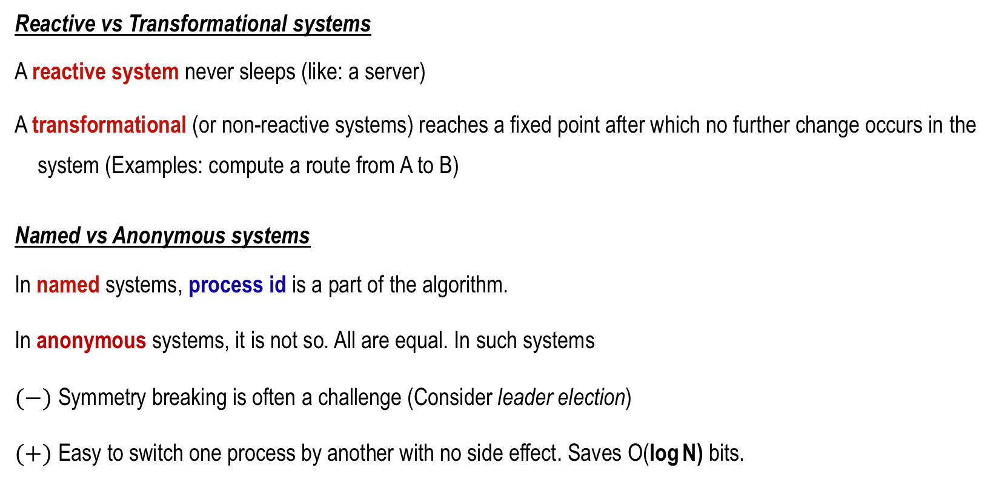 Reactive vs Transformational systems
A reactive system never sleeps (like: a server)
A transformational (or non-reactive systems) reaches a fixed point after which no further change occurs in the
system (Examples: compute a route from A to B)
Named vs Anonymous systems
In named systems, process id is a part of the algorithm.
In anonymous systems, it is not so. All are equal. In such systems
(−) Symmetry breaking is often a challenge (Consider leader election)
(+) Easy to switch one process by another with no side effect. Saves O(log N) bits.